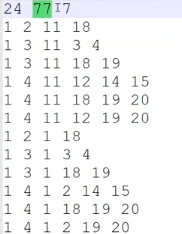 24 77 17
1 2 11 18
1 3 11 3 4
1 3 11 18 19
1 4 11 12 14 15
1 4 11 18 19 20
1 4 11 12 19 20
1 2 1 18
1 3 1 3 4
1 3 1 18 19
1 4 1 2 14 15
1 4 1 18 19 20
1 4 1 2 19 20